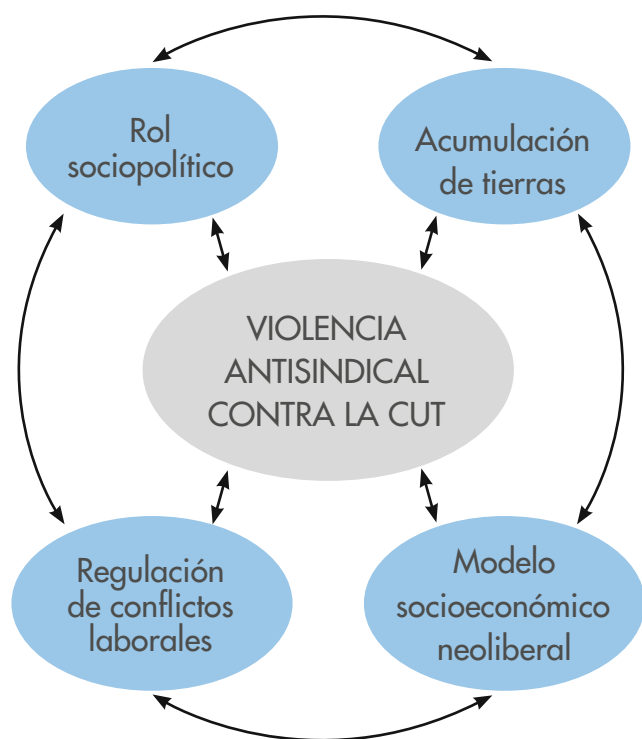 Rol
sociopolítico
Acumulación
de tierras
VIOLENCIA
ANTISINDICAL
CONTRA LA CUT
Regulación
de conflictos
laborales
Modelo
socioeconómico
neoliberal